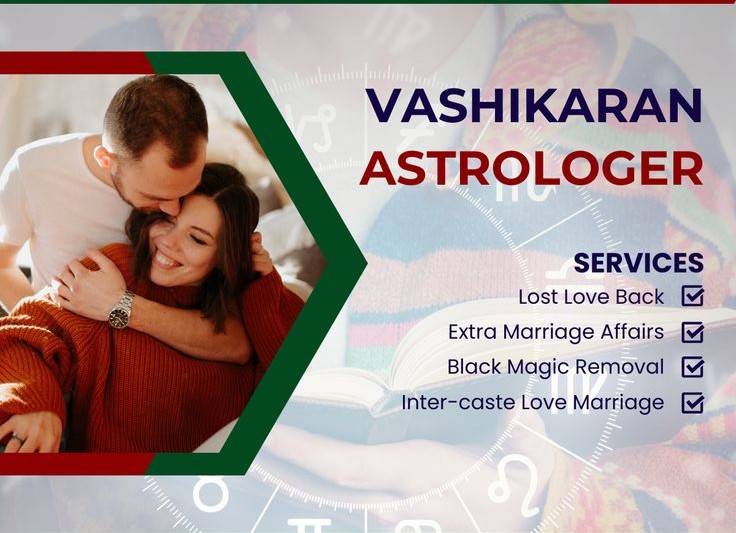 VASHIKARAN
ASTROLOGER
SERVICES
Lost Love Back
Extra Marriage Affairs
Black Magic Removal
Inter-caste Love Marriage